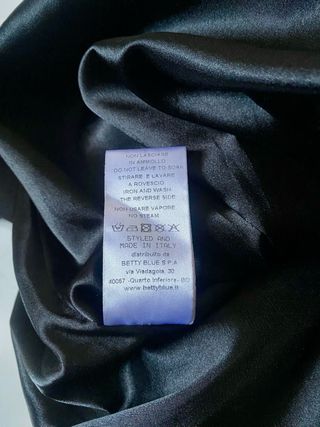 NON LASCIARE
IN AMMOLLO
DO NOT LEAVE TO SOAK
STIRARE E LAVARE
A ROVESCIO
IRON AND WASH
THE REVERSE SIDE
NON USARE VAPORE
NO STEAM
STYLED AND
MADE IN ITALY
distribuito da
BETTY BLUE S.P.A
via Viadagola, 30
40057 -Quarto Inferiore- BO
www.bettyblue.it